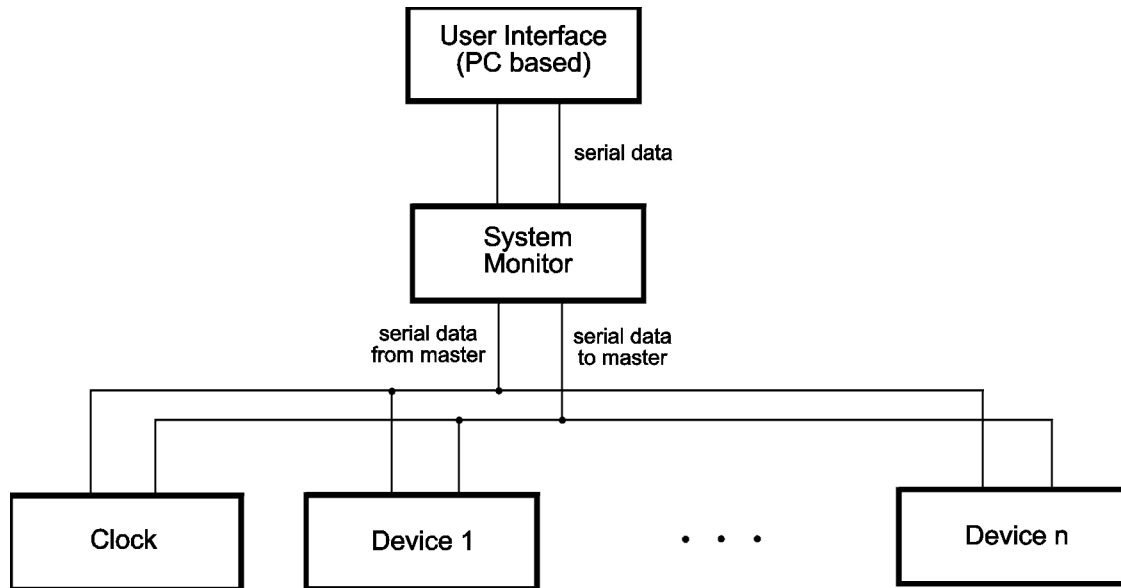 User Interface
(PC based)
serial data
System
Monitor
serial data
from master
serial data
to master
Clock
Device 1
. . .
Device n